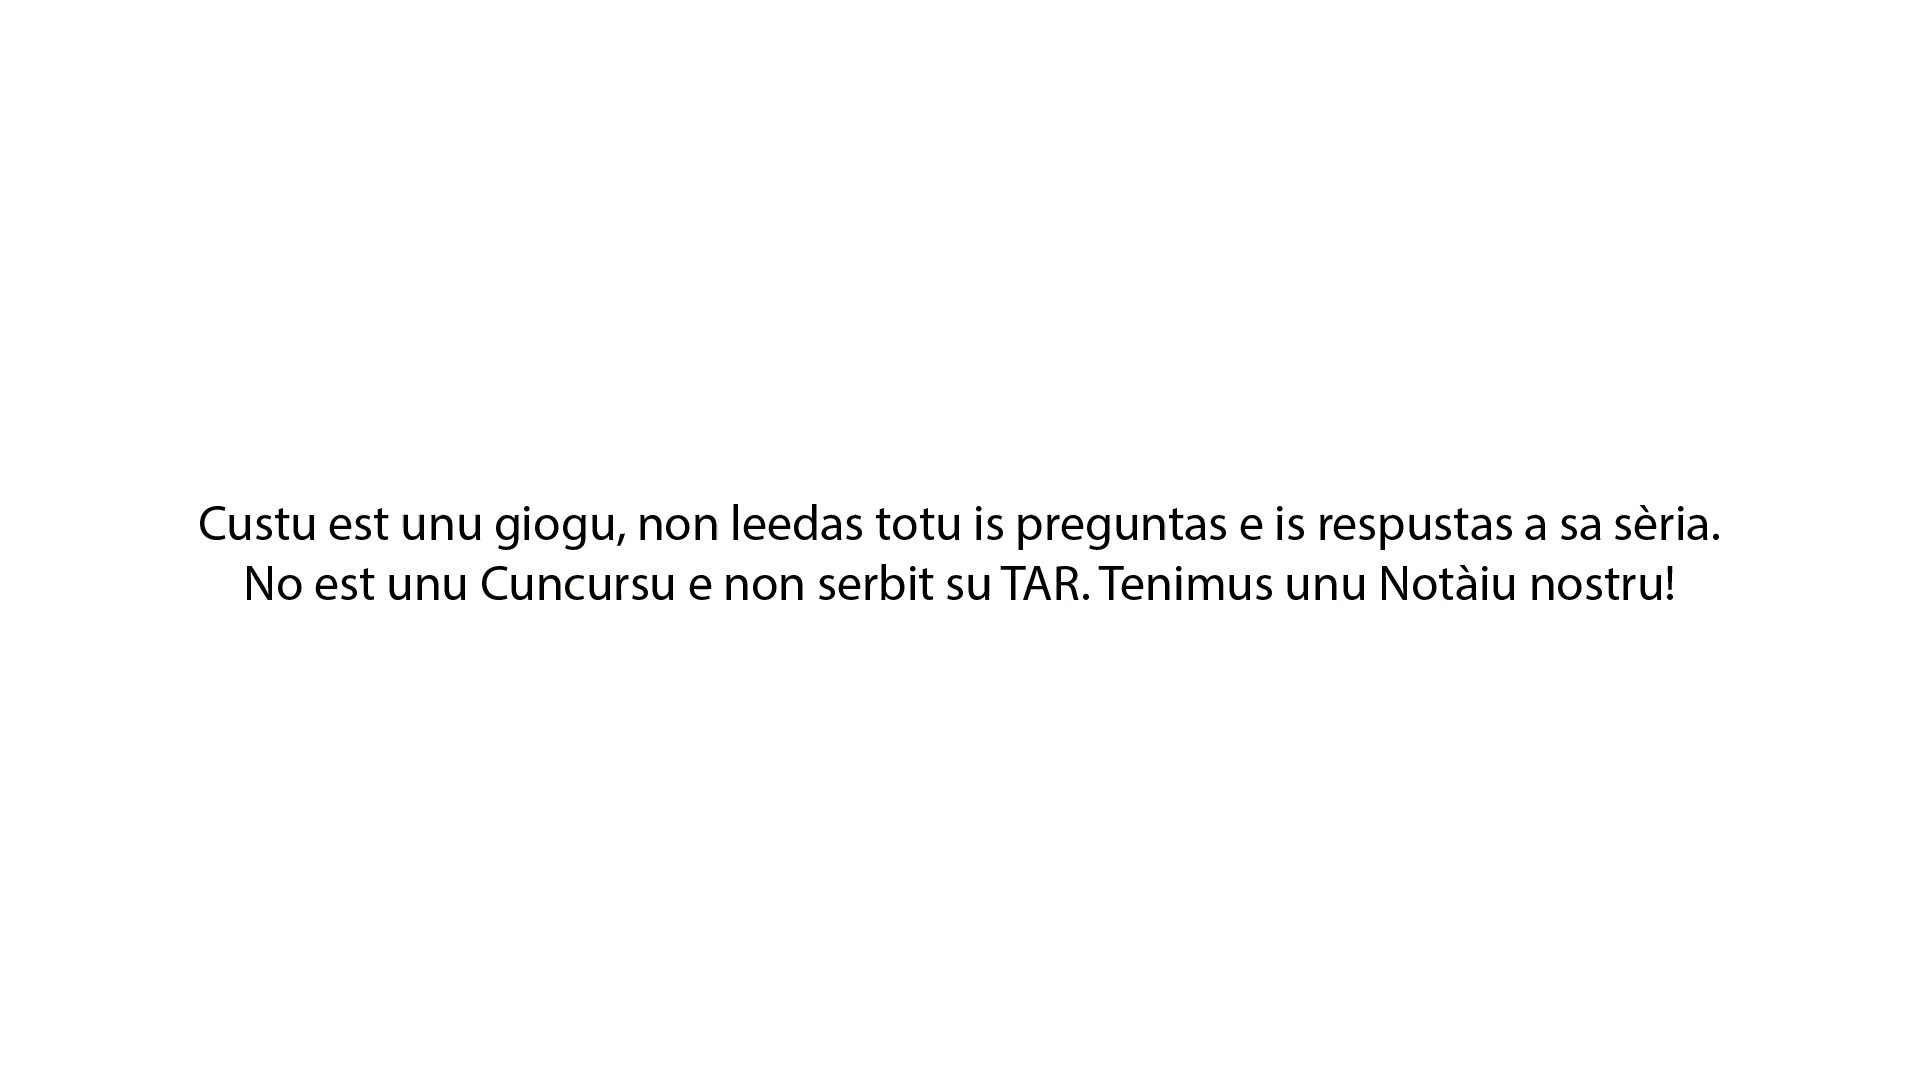 Custu est unu giogu, non leedas totu is preguntas e is respustas a sa sèria.
No est unu Cuncursu e non serbit su TAR. Tenimus unu Notàiu nostru!